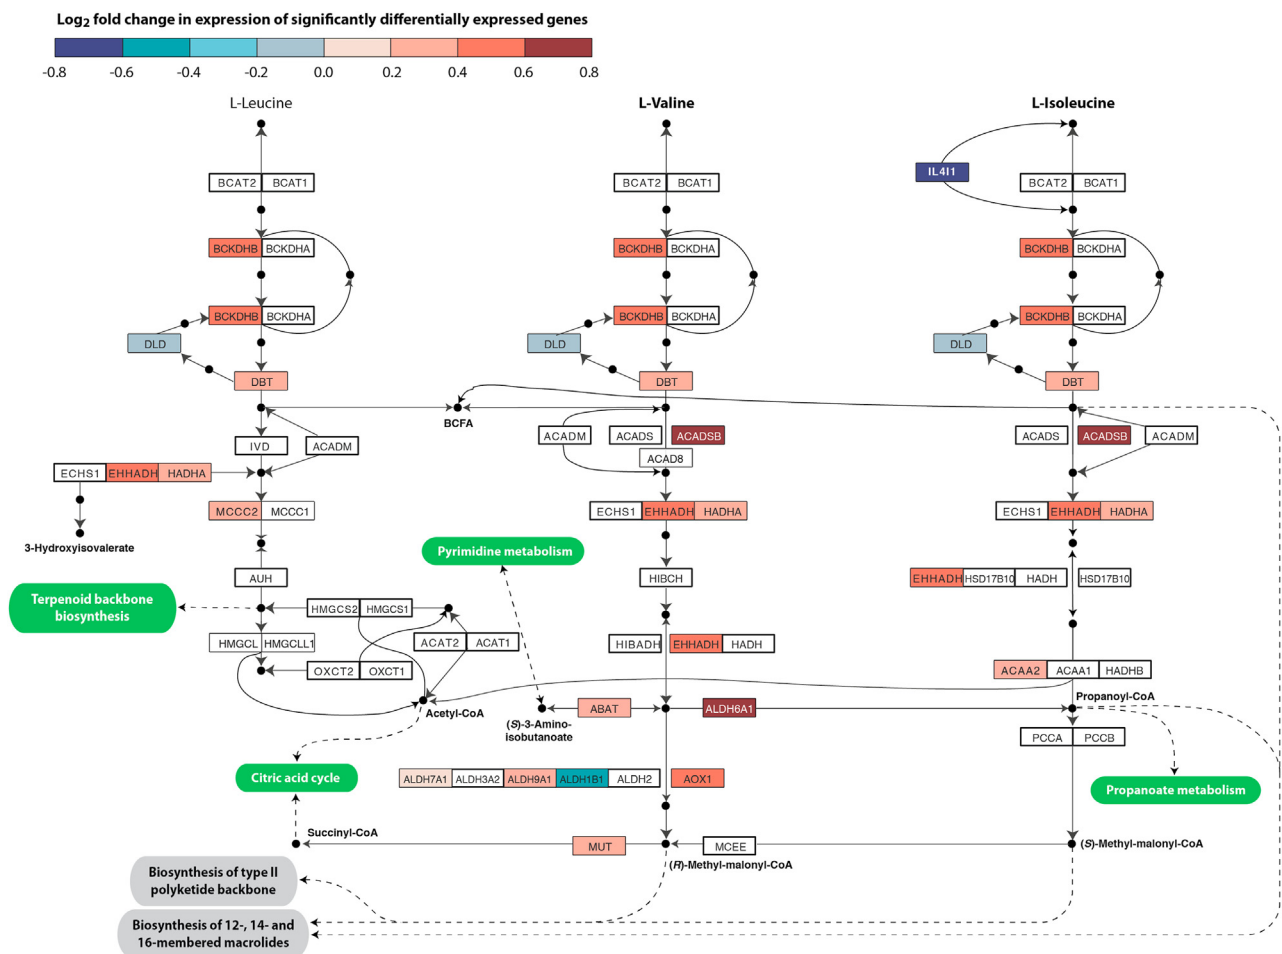 Log2 fold change in expression of significantly differentially expressed genes
-0.8 -0.6 -0.4 -0.2 0.0 0.2 0.4 0.6 0.8
L-Leucine L-Valine L-Isoleucine
IL4I1
BCAT2 BCAT1 BCAT2 BCAT1 BCAT2 BCAT1
BCKDHB BCKDHA BCKDHB BCKDHA BCKDHB BCKDHA
BCKDHB BCKDHA BCKDHB BCKDHA BCKDHB BCKDHA
DLD DLD DLD
DBT DBT DBT
BCFA
IVD ACADM ACADM ACADS ACADSB ACADS ACADSB ACADM
ACAD8
ECHS1 EHHADH HADHA
MCCC2 MCCC1 ECHS1 EHHADH HADHA ECHS1 EHHADH HADHA
3-Hydroxyisovalerate
Pyrimidine metabolism
AUH HIBCH EHHADH HSD17B10 HADH HSD17B10
Terpenoid backbone
biosynthesis
HMGCS2 HMGCS1
HMGCL HMGCLL1 ACAT2 ACAT1 HIBADH EHHADH HADH
OXCT2 OXCT1 ACAA2 ACAA1 HADHB
Propanoyl-CoA
Acetyl-CoA ABAT ALDH6A1
(S)-3-Amino-
isobutanoate
PCCA PCCB
Citric acid cycle ALDH7A1 ALDH3A2 ALDH9A1 ALDH1B1 ALDH2 AOX1
Propanoate metabolism
Succinyl-CoA
MUT MCEE (S)-Methyl-malonyl-CoA
(R)-Methyl-malonyl-CoA
Biosynthesis of type II
polyketide backbone
Biosynthesis of 12-, 14- and
16-membered macrolides